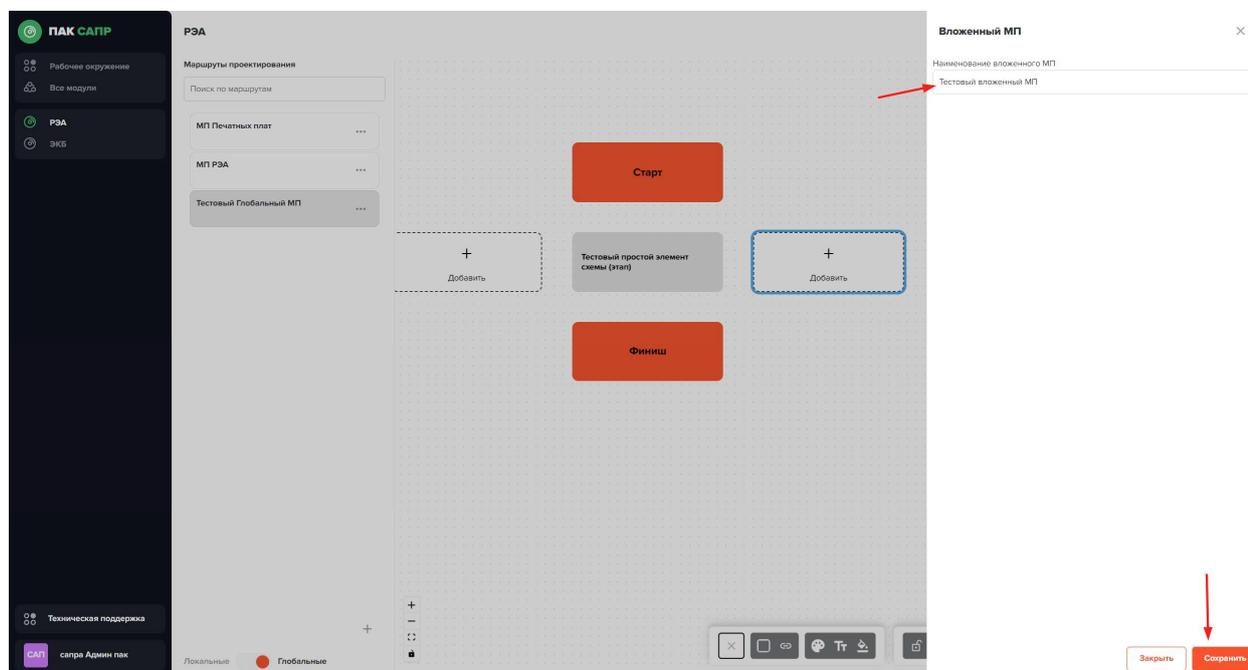 ПАК САПР
Рабочее окружение
Все модули
РЭА
ЭКБ
Техническая поддержка
САП
сапра Админ пак
РЭА
Маршруты проектирования
Поиск по маршрутам
МП Печатных плат
МП РЭА
Тестовый Глобальный МП
Локальные
Глобальные
Старт
Добавить
Тестовый простой элемент
схемы (этап)
Добавить
Финиш
Tт
Вложенный МП
Наименование вложенного МП
Тестовый вложенный МП
Закрыть
Сохранить